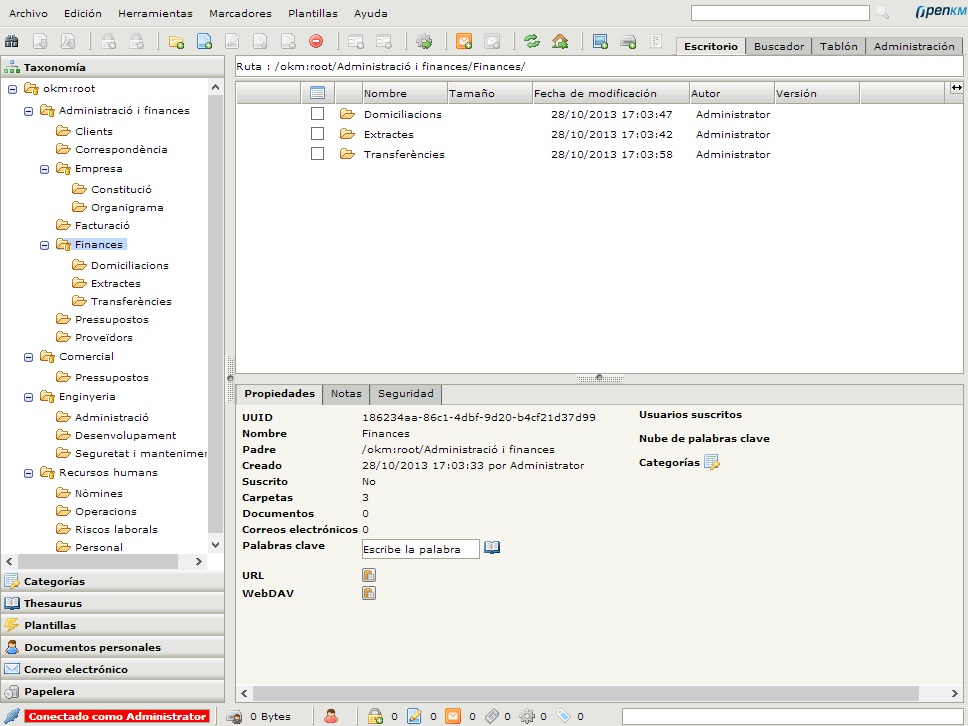 Archivo Edición Herramientas Marcadores Plantillas Ayuda
openKM
Escritorio Buscador Tablón Administración
Taxonomía
okm:root
Administració i finances
Clients
Correspondència
Empresa
Constitució
Organigrama
Facturació
Finances
Domiciliacions
Extractes
Transferències
Pressupostos
Proveïdors
Comercial
Pressupostos
Enginyeria
Administració
Desenvolupament
Seguretat i mantenimer
Recursos humans
Nòmines
Operacions
Riscos laborals
Personal
Categorías
Thesaurus
Plantillas
Documentos personales
Correo electrónico
Papelera
Ruta : /okm:root/Administració i finances/Finances/
Nombre Tamaño Fecha de modificación Autor Versión
Domiciliacions 28/10/2013 17:03:47 Administrator
Extractes 28/10/2013 17:03:42 Administrator
Transferències 28/10/2013 17:03:58 Administrator
Propiedades Notas Seguridad
UUID 186234aa-86c1-4dbf-9d20-b4cf21d37d99
Nombre Finances
Padre /okm:root/Administració i finances
Creado 28/10/2013 17:03:33 por Administrator
Suscrito No
Carpetas 3
Documentos 0
Correos electrónicos 0
Palabras clave Escribe la palabra
URL
WebDAV
Usuarios suscritos
Nube de palabras clave
Categorías
Conectado como Administrator 0 Bytes 0 0 0 0 0 0